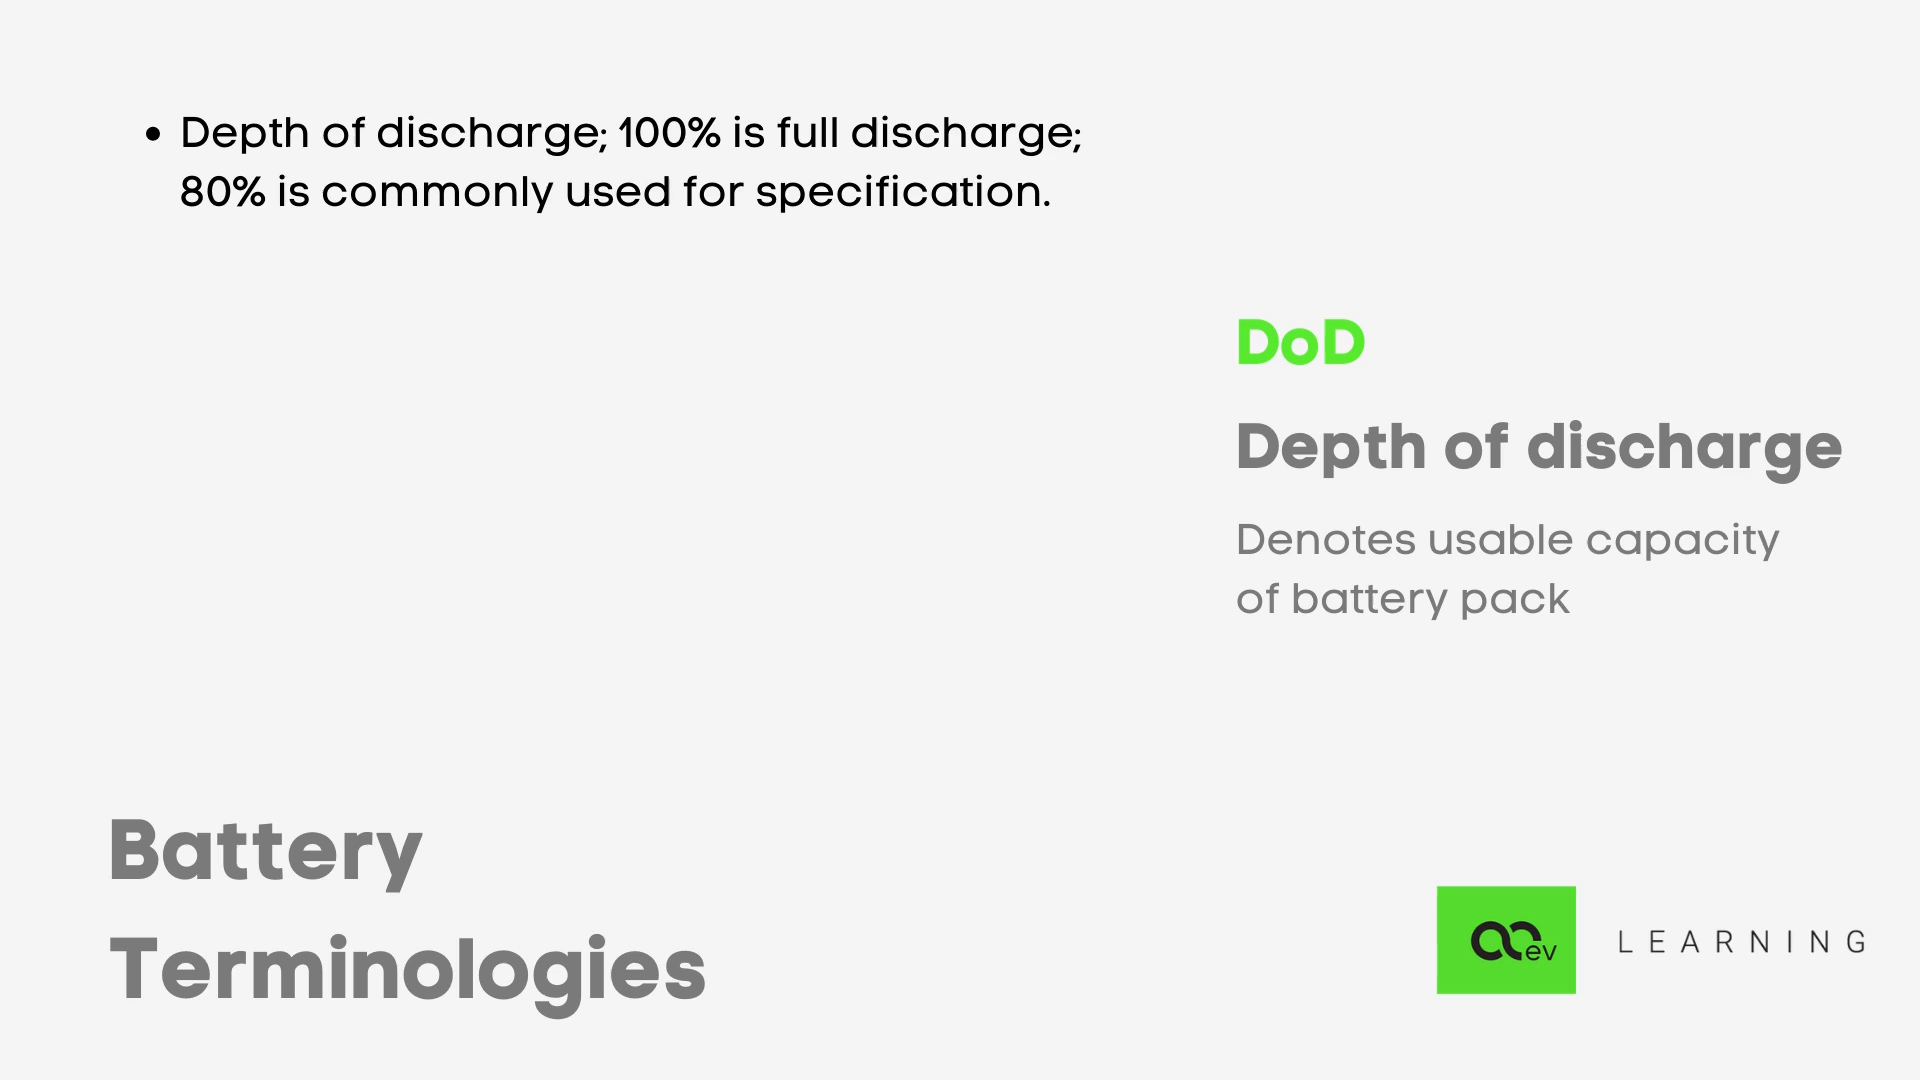 • Depth of discharge; 100% is full discharge;
80% is commonly used for specification.
DoD
Depth of discharge
Denotes usable capacity
of battery pack
Battery
Terminologies
ev
LEARNING